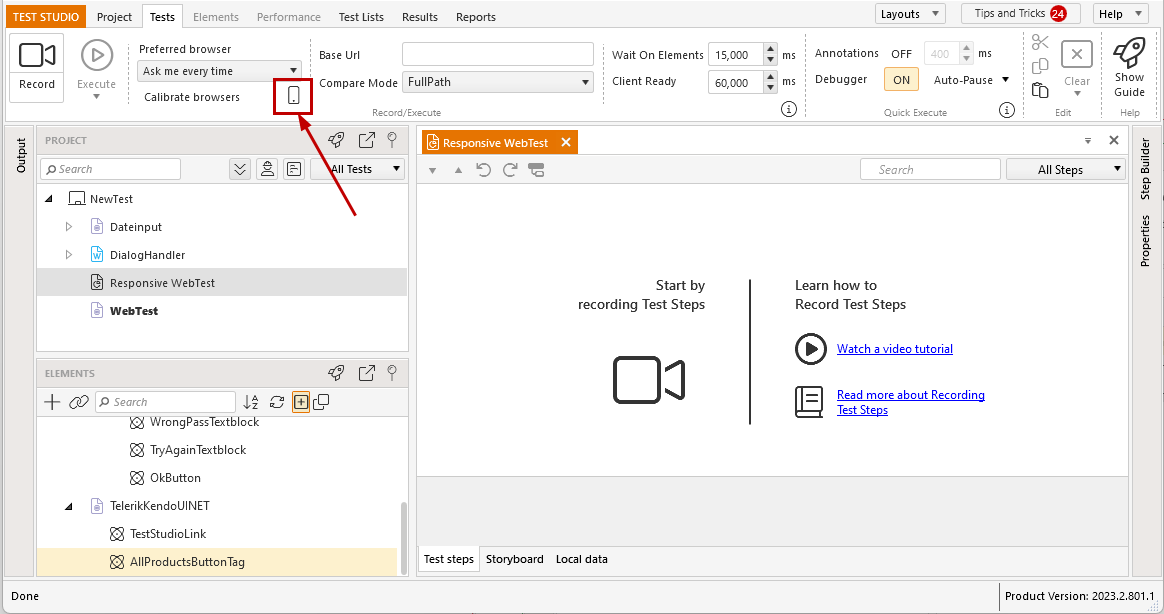 TEST STUDIO Project Tests Elements Performance Test Lists Results Reports Layouts Tips and Tricks 24 Help
Record
Execute
Preferred browser
Ask me every time
Calibrate browsers
Base Url
Compare Mode FullPath
Record/Execute
Wait On Elements 15,000 ms
Client Ready 60,000 ms
Annotations OFF 400 ms
Debugger ON Auto-Pause
Quick Execute
Clear
Edit
Show
Guide
Help
Output
PROJECT
Search All Tests
NewTest
Dateinput
DialogHandler
Responsive WebTest
WebTest
ELEMENTS
Search
WrongPassTextblock
TryAgainTextblock
OkButton
TelerikKendoUINET
TestStudioLink
AllProductsButtonTag
Responsive WebTest
Search All Steps
Start by
recording Test Steps
Learn how to
Record Test Steps
Watch a video tutorial
Read more about Recording
Test Steps
Test steps Storyboard Local data
Step Builder
Properties
Done Product Version: 2023.2.801.1